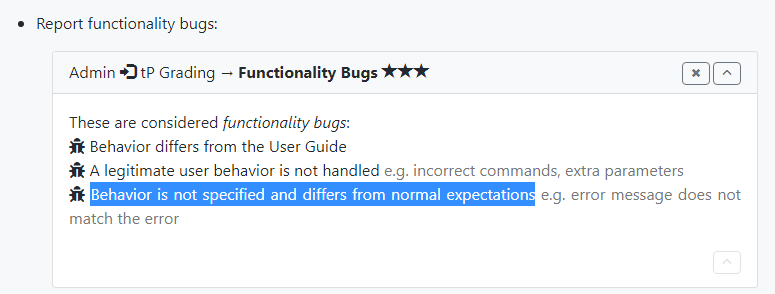 Report functionality bugs:
Admin tP Grading → Functionality Bugs ★★★
These are considered functionality bugs:
Behavior differs from the User Guide
A legitimate user behavior is not handled e.g. incorrect commands, extra parameters
Behavior is not specified and differs from normal expectations e.g. error message does not
match the error